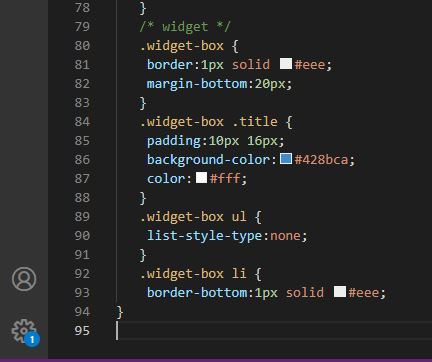 78 }
79 /* widget */
80 .widget-box {
81 border:1px solid #eee;
82 margin-bottom:20px;
83 }
84 .widget-box .title {
85 padding:10px 16px;
86 background-color:#428bca;
87 color:#fff;
88 }
89 .widget-box ul {
90 list-style-type:none;
91 }
92 .widget-box li {
93 border-bottom:1px solid #eee;
94 }
95
1